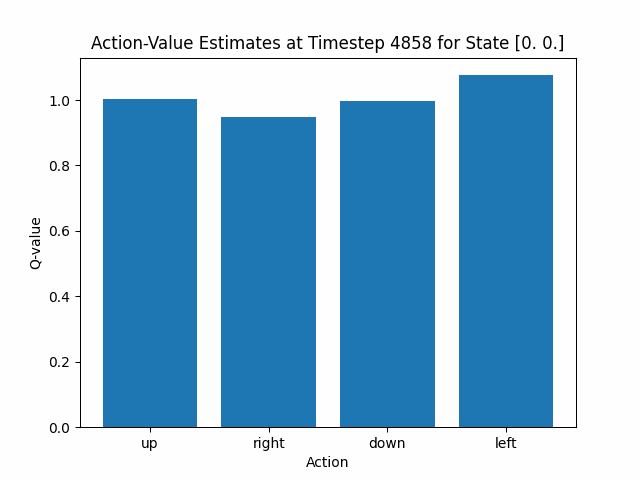 Action-Value Estimates at Timestep 4858 for State [0. 0.]
1.0
0.8
0.6
0.4
0.2
0.0
Q-value
up right down left
Action